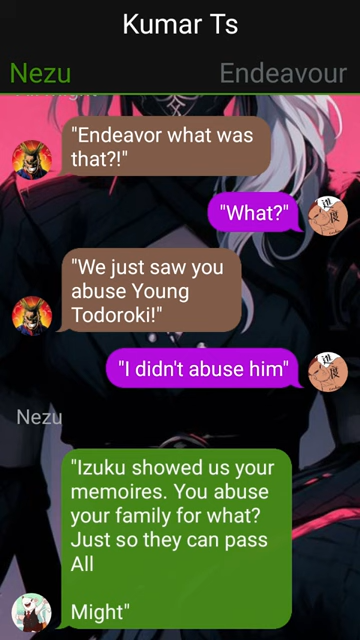 Kumar Ts
Nezu
Endeavour
"Endeavor what was
that?!"
"What?"
"We just saw you
abuse Young
Todoroki!"
"I didn't abuse him"
Nezu
"Izuku showed us your
memoires. You abuse
your family for what?
Just so they can pass
All
Might"